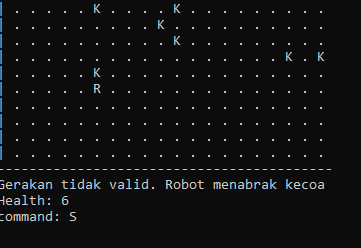 | . . . . . K . . . . K . . . . . . . . .
| . . . . . . . . . K . . . . . . . . . .
| . . . . . . . . . . K . . . . . . . . .
| . . . . . . . . . . . . . . . . . K . K
| . . . . . K . . . . . . . . . . . . . .
| . . . . . R . . . . . . . . . . . . . .
| . . . . . . . . . . . . . . . . . . . .
| . . . . . . . . . . . . . . . . . . . .
| . . . . . . . . . . . . . . . . . . . .
| . . . . . . . . . . . . . . . . . . . .
------------------------------------------
Gerakan tidak valid. Robot menabrak kecoa
Health: 6
command: S